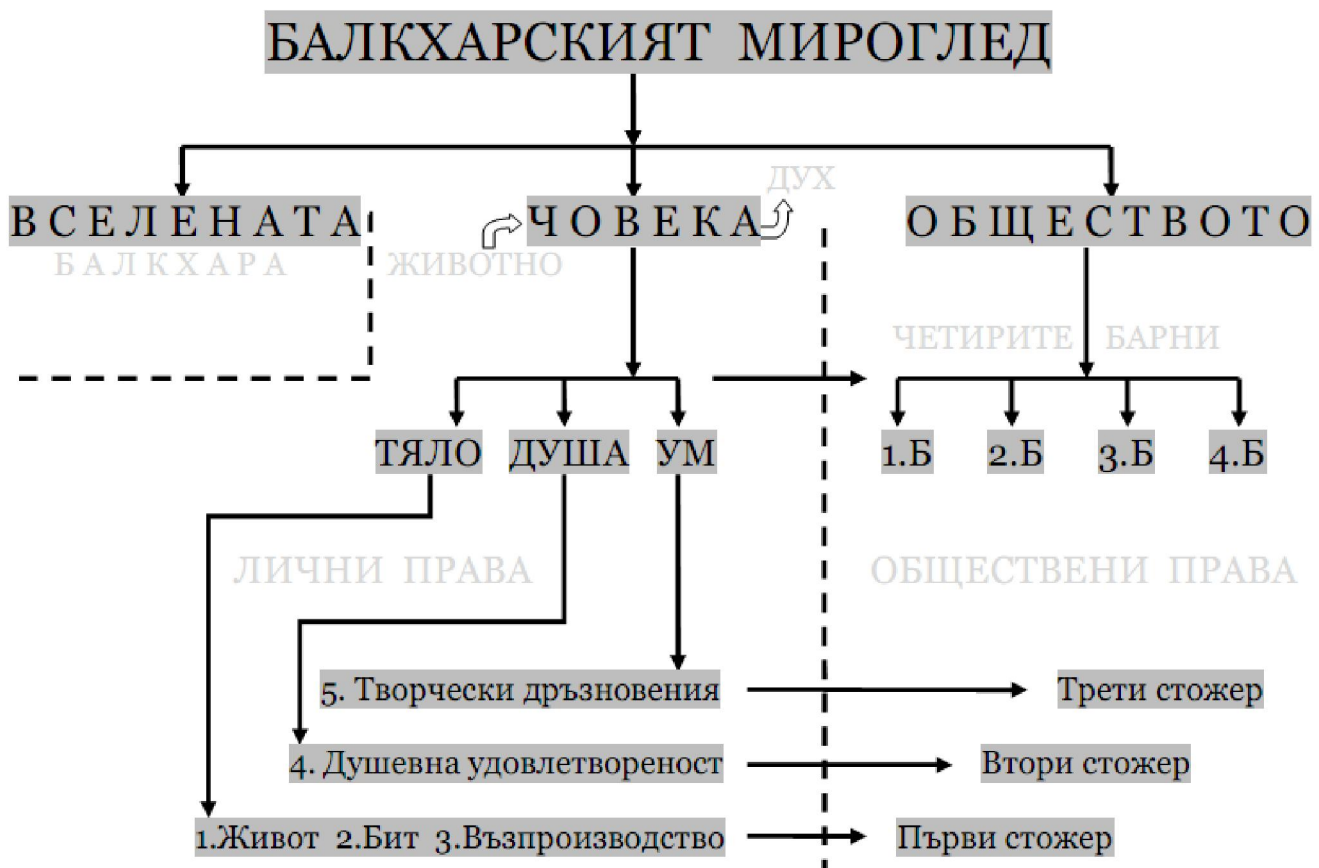 БАЛКХАРСКИЯТ МИРОГЛЕД
ДУХ
ВСЕЛЕНАТА ЧОВЕКА ОБЩЕСТВОТО
БАЛКХАРА ЖИВОТНО
ЧЕТИРИТЕ БАРНИ
ТЯЛО ДУША УМ 1.Б 2.Б 3.Б 4.Б
ЛИЧНИ ПРАВА ОБЩЕСТВЕНИ ПРАВА
5. Творчески дръзновения Трети стожер
4. Душевна удовлетвореност Втори стожер
1.Живот 2.Бит 3.Възпроизводство Първи стожер